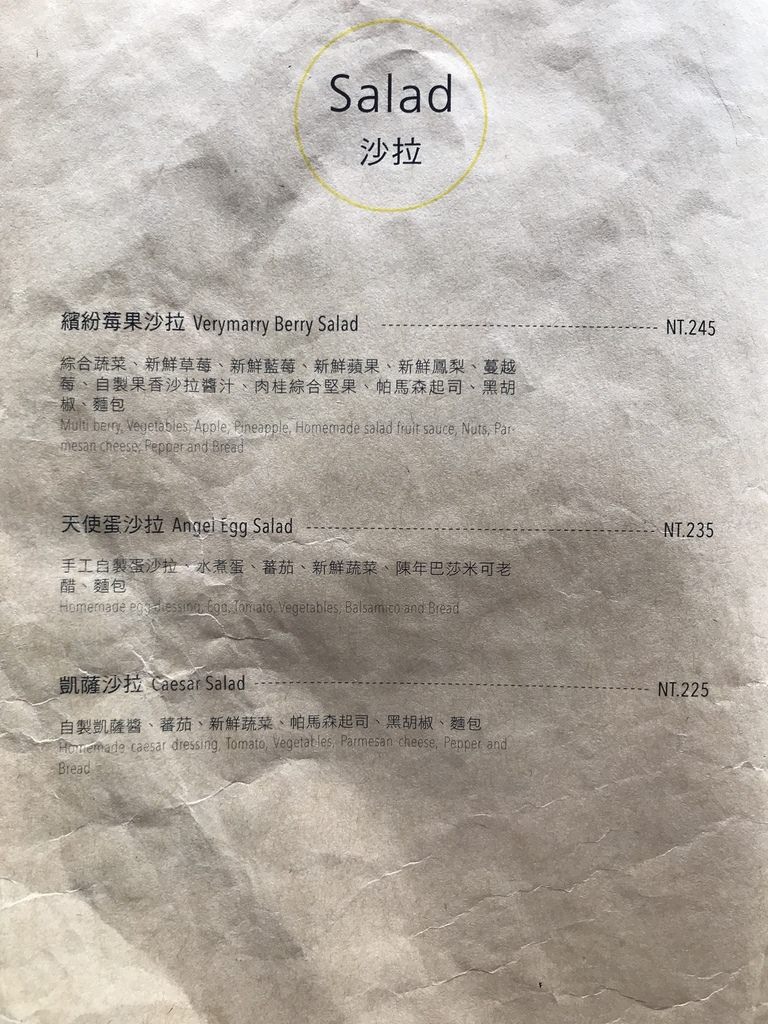 Salad
沙拉
繽紛莓果沙拉 Verymarry Berry Salad ---------------------------------------- NT.245
綜合蔬菜、新鮮草莓、新鮮藍莓、新鮮蘋果、新鮮鳳梨、蔓越
莓、自製果香沙拉醬汁、肉桂綜合堅果、帕馬森起司、黑胡
椒、麵包
Multi berry, Vegetables, Apple, Pineapple, Homemade salad fruit sauce, Nuts, Par-
mesan cheese, Pepper and Bread
天使蛋沙拉 Angel Egg Salad ---------------------------------------- NT.235
手工自製蛋沙拉、水煮蛋、蕃茄、新鮮蔬菜、陳年巴莎米可老
醋、麵包
Homemade egg dressing, Egg, Tomato, Vegetables, Balsamico and Bread
凱薩沙拉 Caesar Salad ---------------------------------------- NT.225
自製凱薩醬、蕃茄、新鮮蔬菜、帕馬森起司、黑胡椒、麵包
Homemade caesar dressing, Tomato, Vegetables, Parmesan cheese, Pepper and
Bread